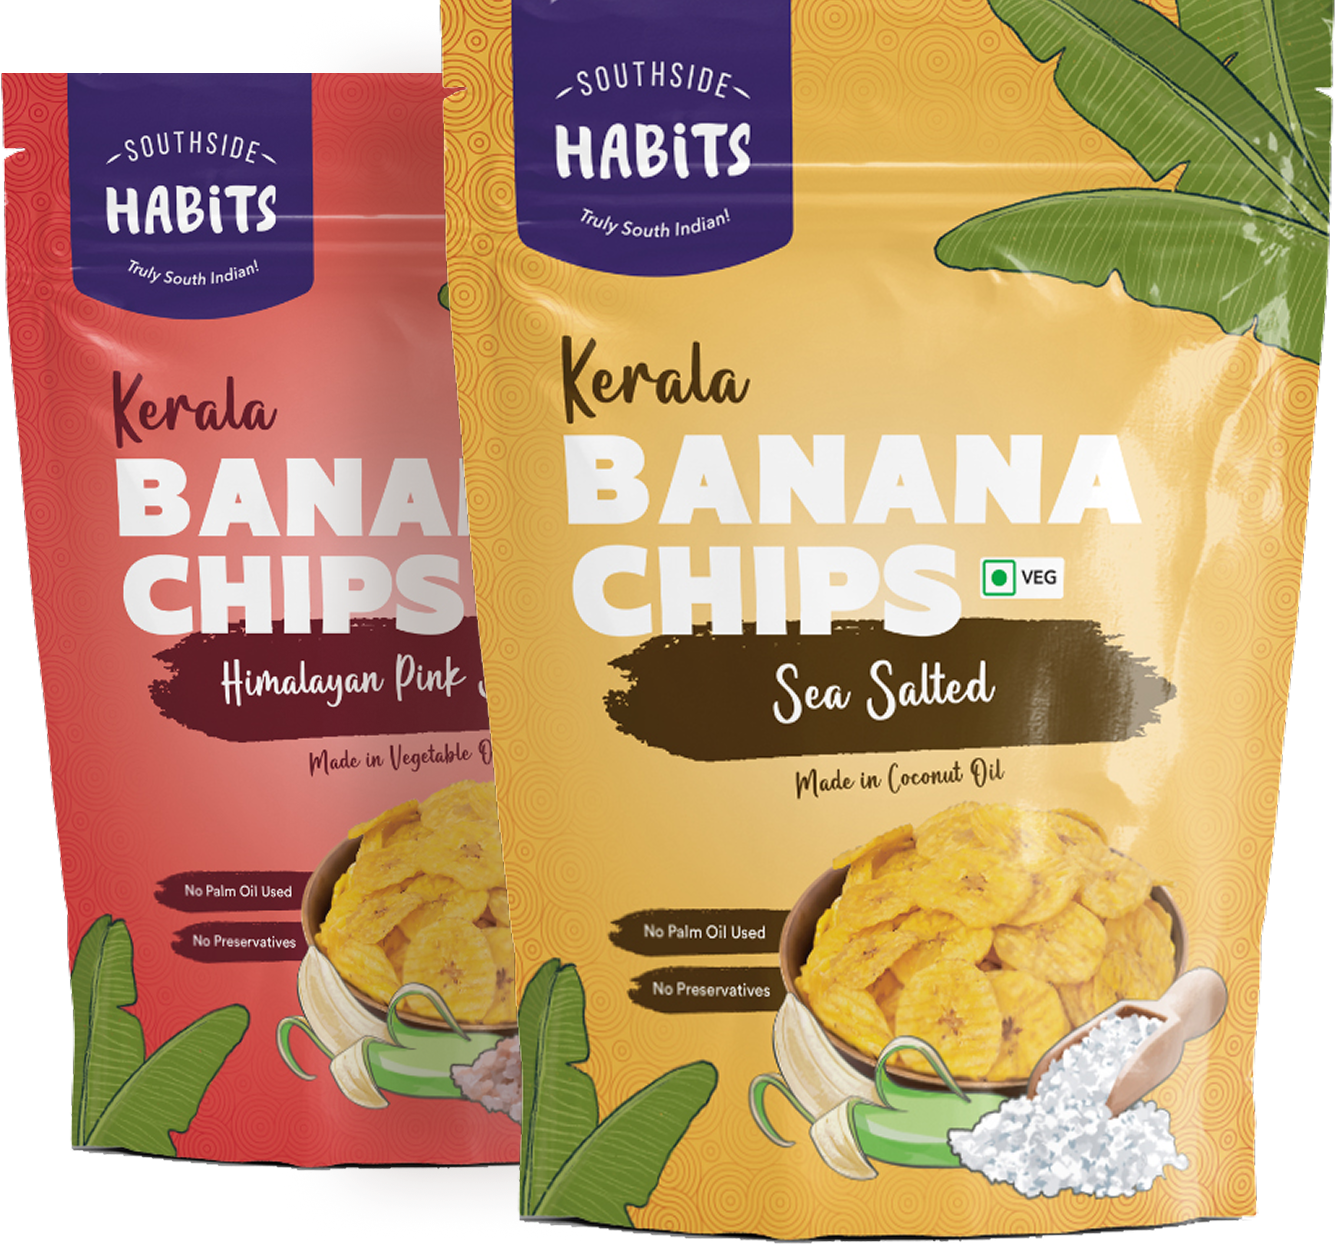 SOUTHSIDE
HABiTS
Truly South Indian!
Kerala
BANA
CHIPS
Himalayan Pink
Made in Vegetable
No Palm Oil Used
No Preservatives
SOUTHSIDE
HABiTS
Truly South Indian!
Kerala
BANANA
CHIPS
VEG
Sea Salted
Made in Coconut Oil
No Palm Oil Used
No Preservatives